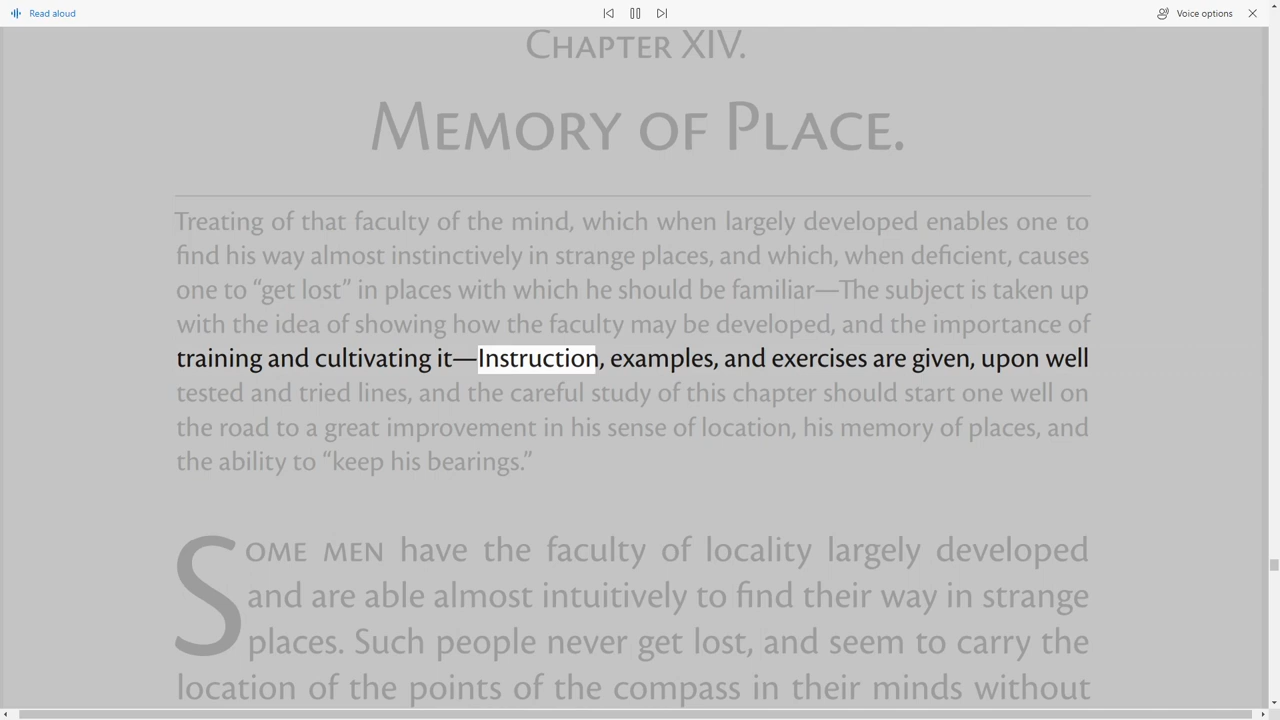 Read aloud
Voice options
CHAPTER XIV.
MEMORY OF PLACE.
Treating of that faculty of the mind, which when largely developed enables one to
find his way almost instinctively in strange places, and which, when deficient, causes
one to “get lost” in places with which he should be familiar—The subject is taken up
with the idea of showing how the faculty may be developed, and the importance of
training and cultivating it—Instruction, examples, and exercises are given, upon well
tested and tried lines, and the careful study of this chapter should start one well on
the road to a great improvement in his sense of location, his memory of places, and
the ability to “keep his bearings.”
SOME MEN have the faculty of locality largely developed
and are able almost intuitively to find their way in strange
places. Such people never get lost, and seem to carry the
location of the points of the compass in their minds without